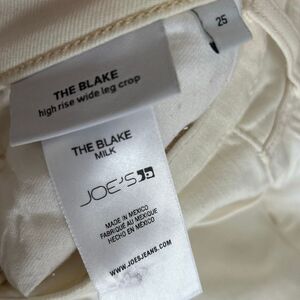 25
THE BLAKE
high rise wide leg crop
THE BLAKE
MILK
JOE'S
MADE IN MEXICO
FABRIQUE AU MEXIQUE
HECHO EN MÉXICO
WWW.JOESJEANS.COM